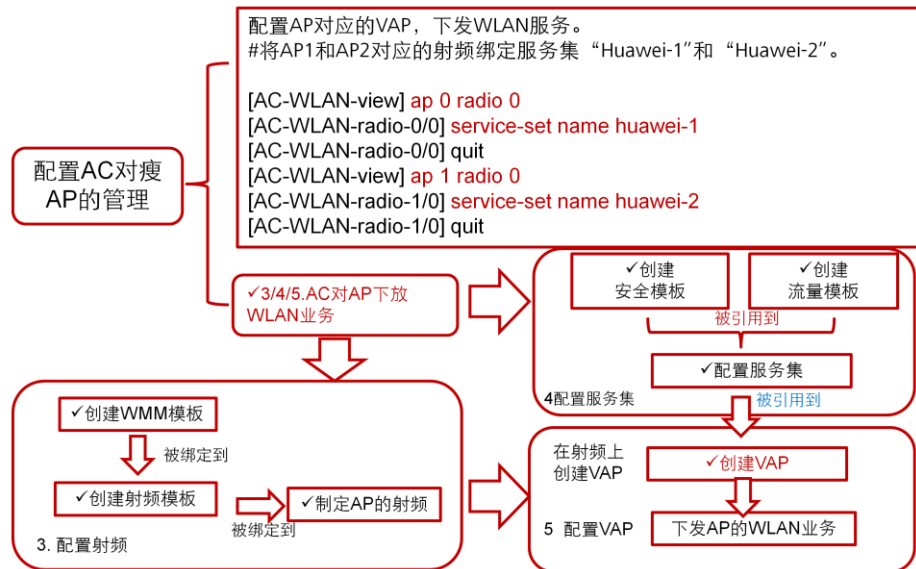 配置AP对应的VAP，下发WLAN服务。
#将AP1和AP2对应的射频绑定服务集“Huawei-1”和“Huawei-2”。
[AC-WLAN-view] ap 0 radio 0
[AC-WLAN-radio-0/0] service-set name huawei-1
[AC-WLAN-radio-0/0] quit
[AC-WLAN-view] ap 1 radio 0
[AC-WLAN-radio-1/0] service-set name huawei-2
[AC-WLAN-radio-1/0] quit
配置AC对瘦
AP的管理
✓3/4/5.AC对AP下放
WLAN业务
✓创建
安全模板
✓创建
流量模板
被引用到
✓配置服务集
4配置服务集
被引用到
✓创建WMM模板
被绑定到
✓创建射频模板
被绑定到
✓制定AP的射频
3. 配置射频
在射频上
创建VAP
✓创建VAP
5 配置VAP
下发AP的WLAN业务